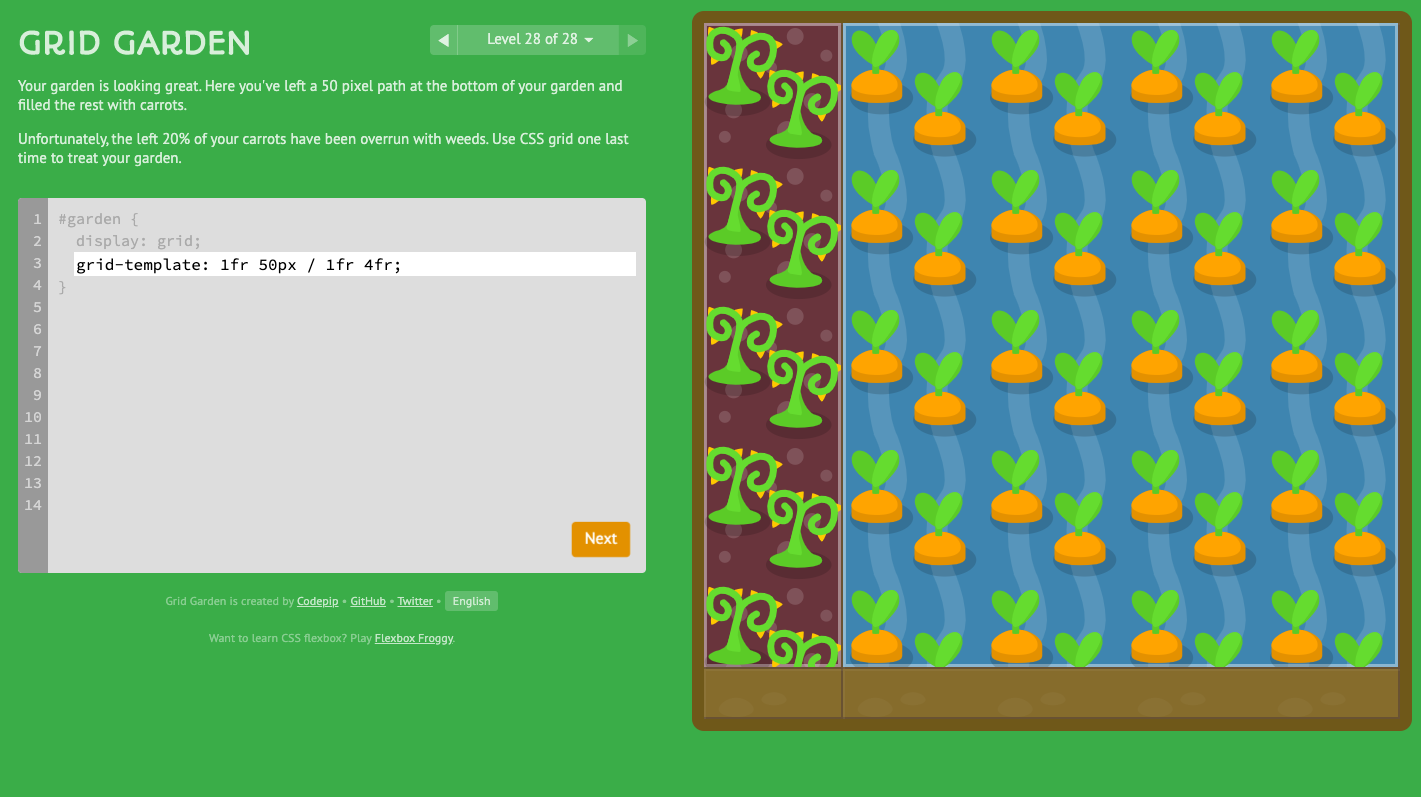 GRID GARDEN
Level 28 of 28
Your garden is looking great. Here you've left a 50 pixel path at the bottom of your garden and
filled the rest with carrots.
Unfortunately, the left 20% of your carrots have been overrun with weeds. Use CSS grid one last
time to treat your garden.
1 #garden {
2 display: grid;
3 grid-template: 1fr 50px / 1fr 4fr;
4 }
5
6
7
8
9
10
11
12
13
14
Next
Grid Garden is created by Codepip • GitHub • Twitter • English
Want to learn CSS flexbox? Play Flexbox Froggy.